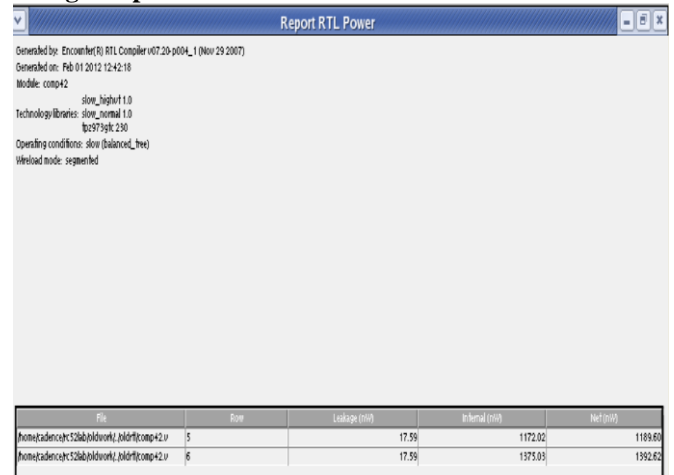 Report RTL Power
Generated by: Encounter(R) RTL Compiler v07.20-p004_1 (Nov 29 2007)
Generated on: Feb 01 2012 12:42:18
Module: comp42
slow_highvt 1.0
Technology libraries: slow_normal 1.0
fpz973gfc 230
Operating conditions: slow (balanced_tree)
Wireload mode: segmented
File Row Leakage (nW) Internal (nW) Net (nW)
/home/cadence/rc52lab/oldwork/../oldrtl/comp42.v 5 17.59 1172.02 1189.60
/home/cadence/rc52lab/oldwork/../oldrtl/comp42.v 6 17.59 1375.03 1392.62